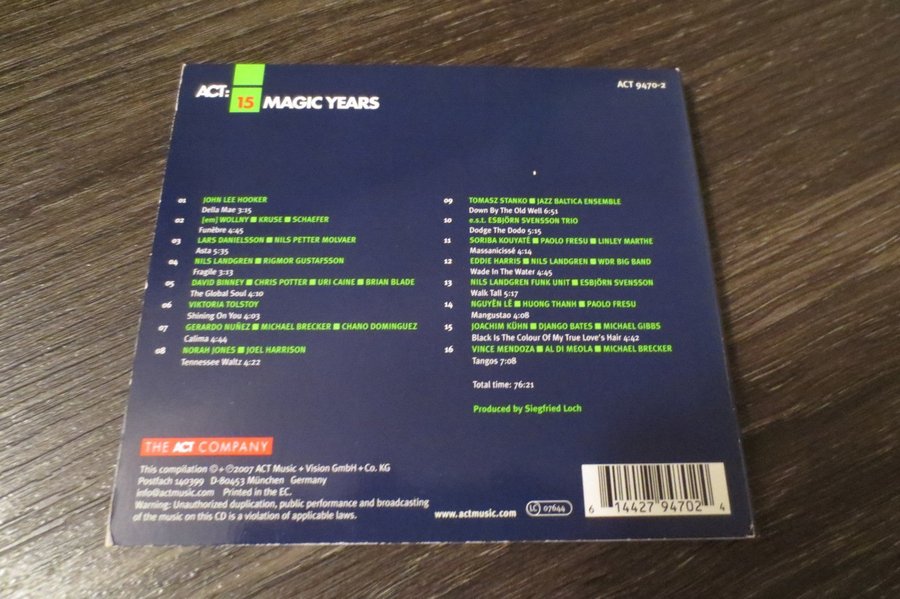 ACT: 15 MAGIC YEARS
ACT 9470-2
01 JOHN LEE HOOKER
Della Mae 3:15
02 [em] WOLLNY ■ KRUSE ■ SCHAEFER
Funèbre 4:45
03 LARS DANIELSSON ■ NILS PETTER MOLVAER
Asta 5:35
04 NILS LANDGREN ■ RIGMOR GUSTAFSSON
Fragile 3:13
05 DAVID BINNEY ■ CHRIS POTTER ■ URI CAINE ■ BRIAN BLADE
The Global Soul 4:10
06 VIKTORIA TOLSTOY
Shining On You 4:03
07 GERARDO NUÑEZ ■ MICHAEL BRECKER ■ CHANO DOMINGUEZ
Calima 4:44
08 NORAH JONES ■ JOEL HARRISON
Tennessee Waltz 4:22
09 TOMASZ STANKO ■ JAZZ BALTICA ENSEMBLE
Down By The Old Well 6:51
10 e.s.t. ESBJÖRN SVENSSON TRIO
Dodge The Dodo 5:15
11 SORIBA KOUYATÉ ■ PAOLO FRESU ■ LINLEY MARTHE
Massanicissé 4:14
12 EDDIE HARRIS ■ NILS LANDGREN ■ WDR BIG BAND
Wade In The Water 4:45
13 NILS LANDGREN FUNK UNIT ■ ESBJÖRN SVENSSON
Walk Tall 5:17
14 NGUYÊN LÊ ■ HUONG THANH ■ PAOLO FRESU
Mangustao 4:08
15 JOACHIM KÜHN ■ DJANGO BATES ■ MICHAEL GIBBS
Black Is The Colour Of My True Love's Hair 4:42
16 VINCE MENDOZA ■ AL DI MEOLA ■ MICHAEL BRECKER
Tangos 7:08
Total time: 76:21
Produced by Siegfried Loch
THE ACT COMPANY
This compilation ©+℗2007 ACT Music + Vision GmbH + Co. KG
Postfach 140399 D-80453 München Germany
info@actmusic.com Printed in the EC.
Warning: Unauthorized duplication, public performance and broadcasting
of the music on this CD is a violation of applicable laws.
www.actmusic.com
LC 07644
6 14427 94702 4